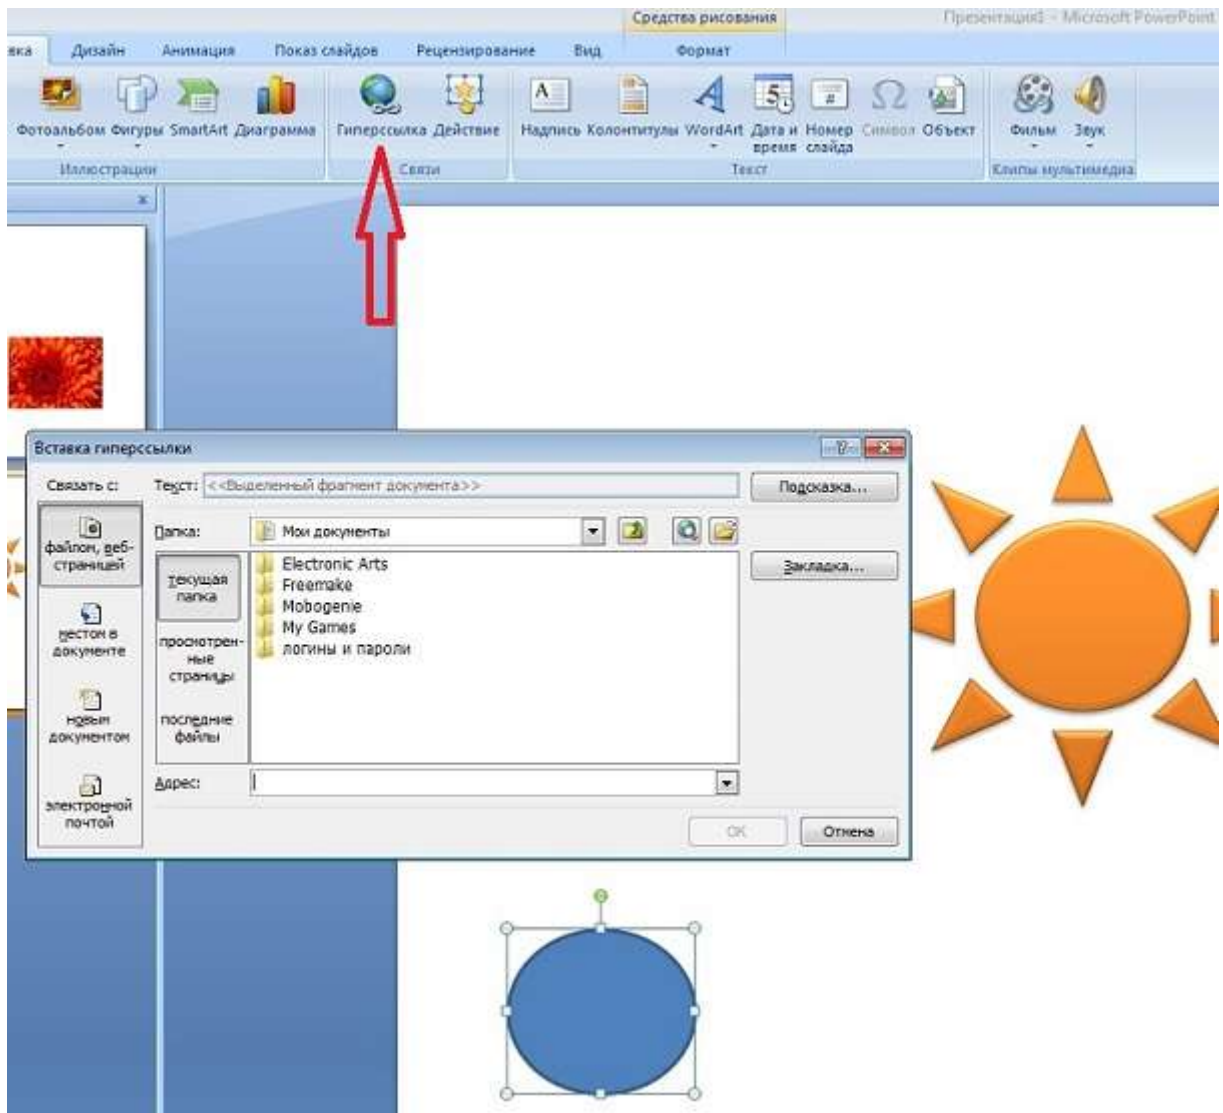 Средства рисования
Презентация1 - Microsoft PowerPoint
вка Дизайн Анимация Показ слайдов Рецензирование Вид Формат
Фотоальбом Фигуры SmartArt Диаграмма Гиперссылка Действие Надпись Колонтитулы WordArt Дата и время Номер слайда Символ Объект Фильм Звук
Иллюстрации Связи Текст Клипы мультимедиа
Вставка гиперссылки
Связать с: Текст: <<Выделенный фрагмент документа>> Подсказка...
файлом, веб-страницей
Папка: Мои документы
Закладка...
текущая папка
Electronic Arts
Freemake
Mobogenie
My Games
логины и пароли
местом в документе
просмотрен-
ные
страницы
новым документом
последние файлы
Адрес:
электронной почтой
OK Отмена